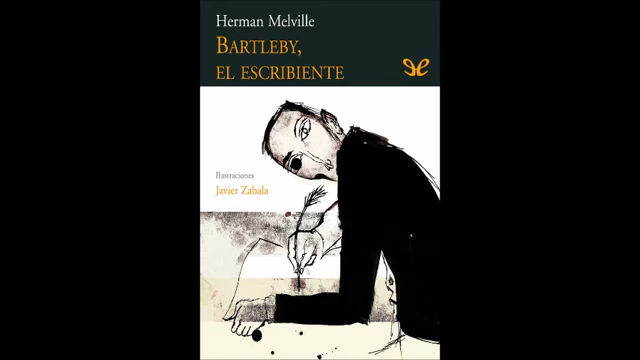 Herman Melville
BARTLEBY,
EL ESCRIBIENTE
Ilustraciones
Javier Zabala